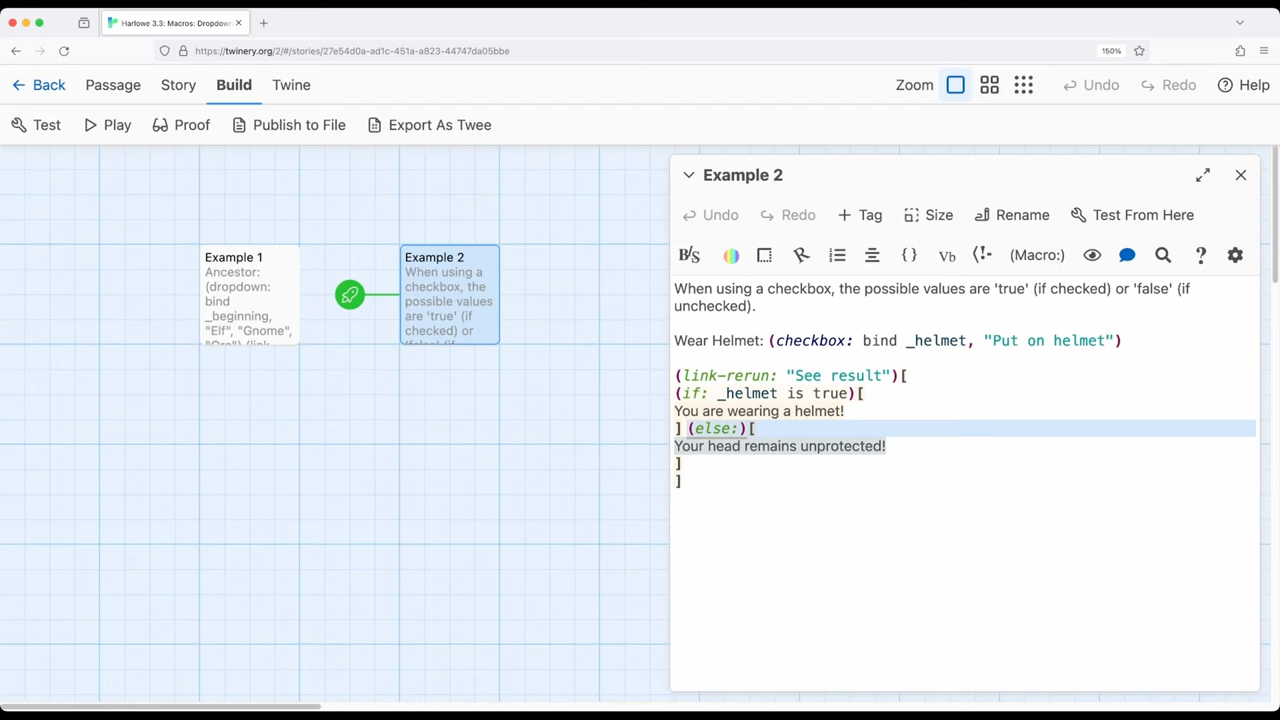 Harlowe 3.3: Macros: Dropdown
https://twinery.org/2/#/stories/27e54d0a-ad1c-451a-a823-44747da05bbe
150%
Back Passage Story Build Twine Zoom Undo Redo Help
Test Play Proof Publish to File Export As Twee
Example 1
Ancestor:
(dropdown:
bind
_beginning,
"Elf", "Gnome",
"Orc") (link-
Example 2
When using a
checkbox, the
possible values
are 'true' (if
checked) or
'false' (if
Example 2
Undo Redo + Tag Size Rename Test From Here
(Macro:)
When using a checkbox, the possible values are 'true' (if checked) or 'false' (if
unchecked).
Wear Helmet: (checkbox: bind _helmet, "Put on helmet")
(link-rerun: "See result")[
(if: _helmet is true)[
You are wearing a helmet!
] (else:)[
Your head remains unprotected!
]
]